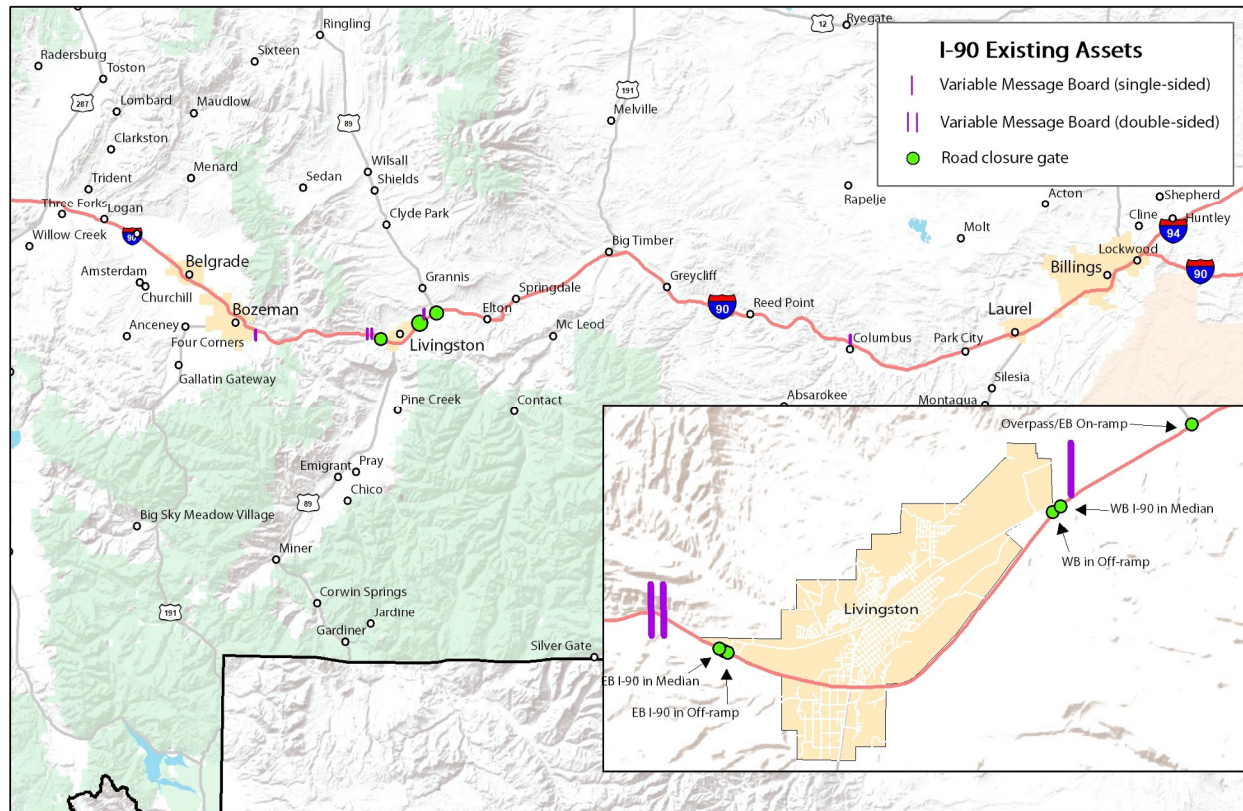 Ringling
12
Ryegate
I-90 Existing Assets
Variable Message Board (single-sided)
Variable Message Board (double-sided)
Road closure gate
Sixteen
Radersburg
Toston
287
Lombard
Maudlow
191
Melville
89
Clarkston
Menard
Wilsall
Trident
Sedan
Shields
Rapelje
Acton
Shepherd
Three Forks
Logan
Clyde Park
Cline
Huntley
94
Willow Creek
90
Molt
Big Timber
Lockwood
Amsterdam
Belgrade
Grannis
Greycliff
Billings
90
Churchill
Springdale
90
Reed Point
Bozeman
Elton
Laurel
Anceney
Mc Leod
Four Corners
Livingston
Columbus
Park City
Gallatin Gateway
Silesia
Absarokee
Montaqua
Pine Creek
Contact
Overpass/EB On-ramp
Emigrant
Pray
Chico
89
WB I-90 in Median
Big Sky Meadow Village
WB in Off-ramp
Miner
Corwin Springs
191
Jardine
Gardiner
Livingston
Silver Gate
EB I-90 in Median
EB I-90 in Off-ramp